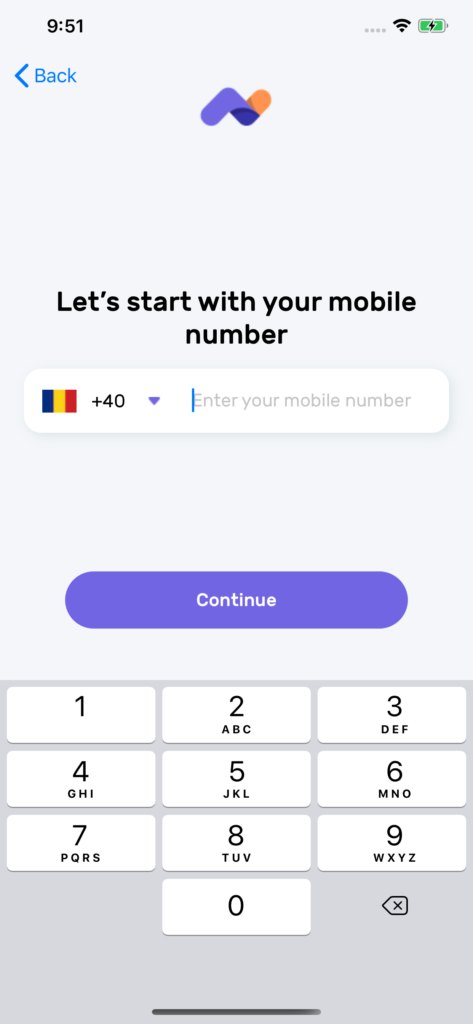 9:51
Back
Let’s start with your mobile
number
+40 Enter your mobile number
Continue
1 2 3
ABC DEF
4 5 6
GHI JKL MNO
7 8 9
PQRS TUV WXYZ
0